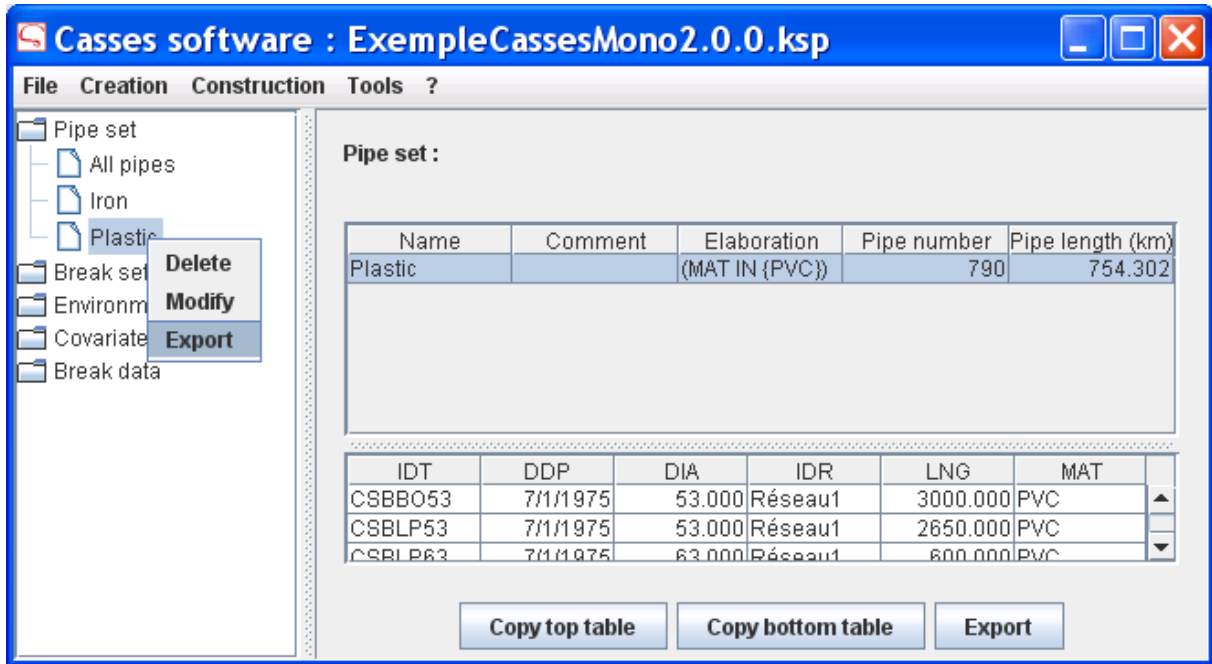 Casses software : ExempleCassesMono2.0.0.ksp
File Creation Construction Tools ?
Pipe set
All pipes
Iron
Plastic
Break set
Environm
Covariate
Break data
Delete
Modify
Export
Pipe set :
Name Comment Elaboration Pipe number Pipe length (km)
Plastic (MAT IN {PVC}) 790 754.302
IDT DDP DIA IDR LNG MAT
CSBBO53 7/1/1975 53.000 Réseau1 3000.000 PVC
CSBLP53 7/1/1975 53.000 Réseau1 2650.000 PVC
CSBLP63 7/1/1975 63.000 Réseau1 600.000 PVC
Copy top table Copy bottom table Export